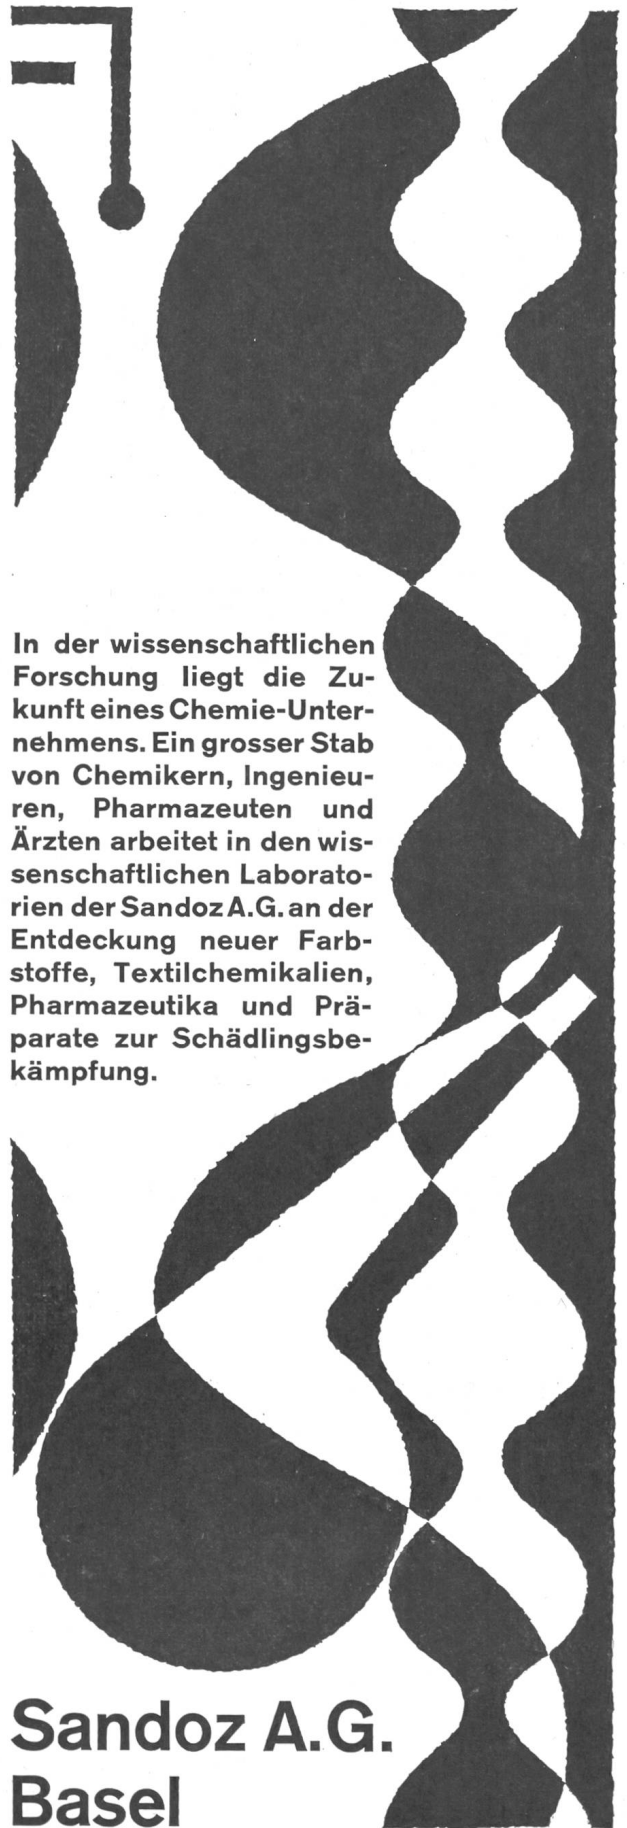 In der wissenschaftlichen
Forschung liegt die Zu-
kunft eines Chemie-Unter-
nehmens. Ein grosser Stab
von Chemikern, Ingenieu-
ren, Pharmazeuten und
Ärzten arbeitet in den wis-
senschaftlichen Laborato-
rien der Sandoz A.G. an der
Entdeckung neuer Farb-
stoffe, Textilchemikalien,
Pharmazeutika und Prä-
parate zur Schädlingsbe-
kämpfung.
Sandoz A.G.
Basel